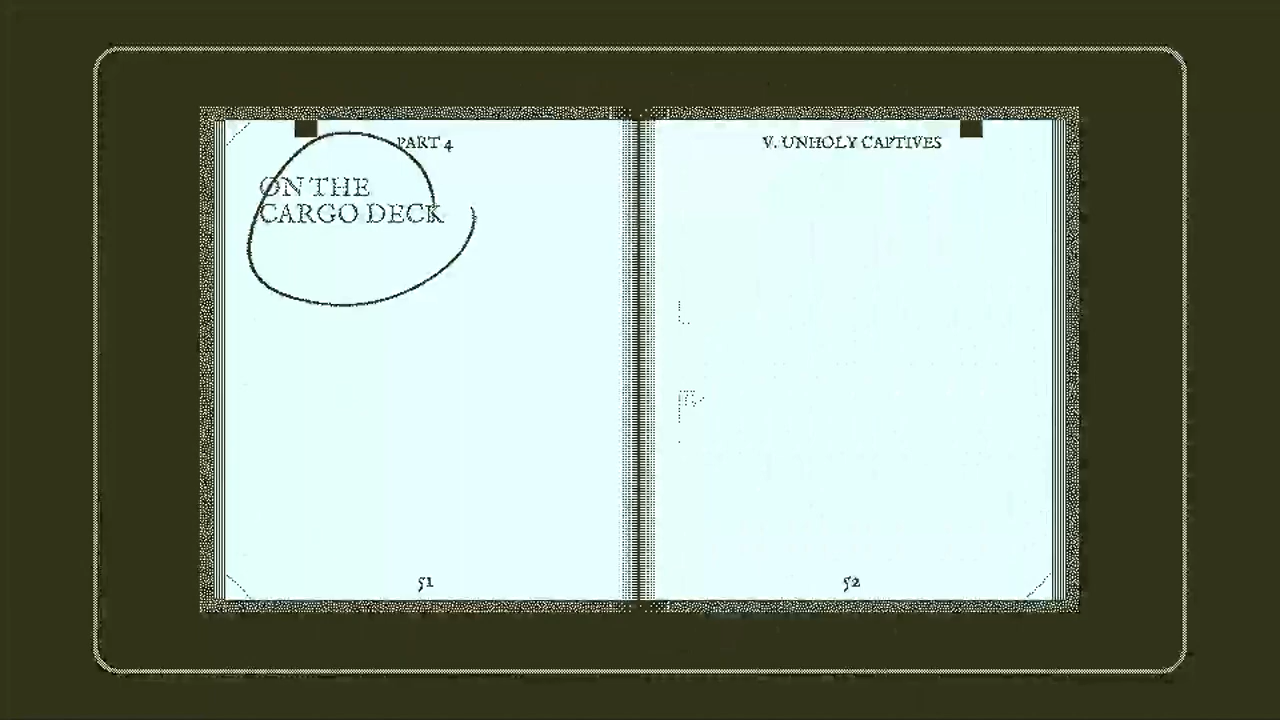 PART 4
ON THE
CARGO DECK
51
V. UNHOLY CAPTIVES
52